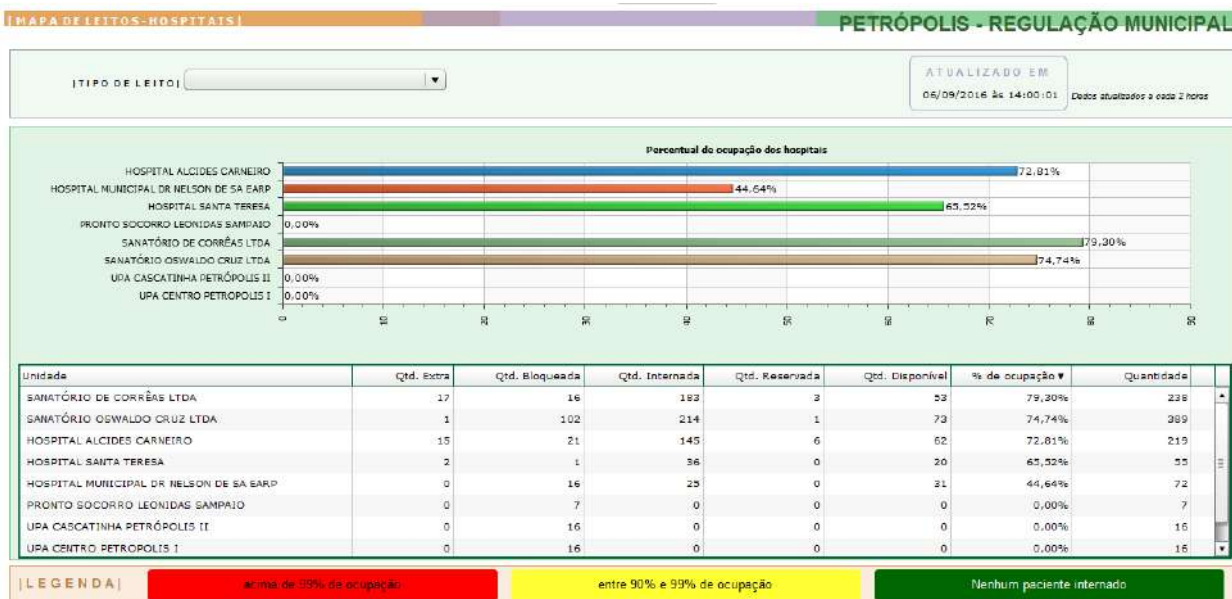 |MAPA DE LEITOS-HOSPITAIS|
PETRÓPOLIS - REGULAÇÃO MUNICIPAL
|TIPO DE LEITO|
ATUALIZADO EM
06/09/2016 às 14:00:01
Dados atualizados a cada 2 horas
Percentual de ocupação dos hospitais
HOSPITAL ALCIDES CARNEIRO 72,81%
HOSPITAL MUNICIPAL DR NELSON DE SA EARP 44,64%
HOSPITAL SANTA TERESA 65,52%
PRONTO SOCORRO LEONIDAS SAMPAIO 0,00%
SANATÓRIO DE CORRÊAS LTDA 79,30%
SANATÓRIO OSWALDO CRUZ LTDA 74,74%
UPA CASCATINHA PETRÓPOLIS II 0,00%
UPA CENTRO PETROPOLIS I 0,00%
0 10 20 30 40 50 60 70 80 90
Unidade Qtd. Extra Qtd. Bloqueada Qtd. Internada Qtd. Reservada Qtd. Disponível % de ocupação ▼ Quantidade
SANATÓRIO DE CORRÊAS LTDA 17 16 183 3 53 79,30% 238
SANATÓRIO OSWALDO CRUZ LTDA 1 102 214 1 73 74,74% 389
HOSPITAL ALCIDES CARNEIRO 15 21 145 6 62 72,81% 219
HOSPITAL SANTA TERESA 2 1 36 0 20 65,52% 55
HOSPITAL MUNICIPAL DR NELSON DE SA EARP 0 16 25 0 31 44,64% 72
PRONTO SOCORRO LEONIDAS SAMPAIO 0 7 0 0 0 0,00% 7
UPA CASCATINHA PETRÓPOLIS II 0 16 0 0 0 0,00% 16
UPA CENTRO PETROPOLIS I 0 16 0 0 0 0,00% 16
|LEGENDA|
acima de 99% de ocupação
entre 90% e 99% de ocupação
Nenhum paciente internado